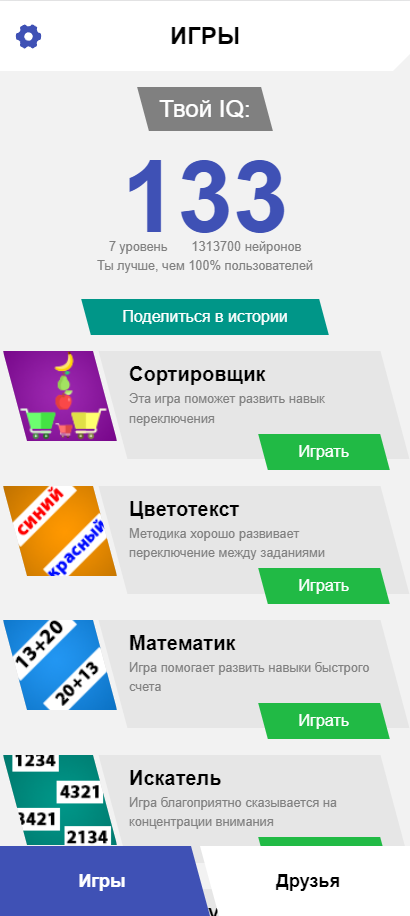 ИГРЫ
Твой IQ:
133
7 уровень 1313700 нейронов
Ты лучше, чем 100% пользователей
Поделиться в истории
Сортировщик
Эта игра поможет развить навык
переключения
Играть
синий
красный
Цветотекст
Методика хорошо развивает
переключение между заданиями
Играть
13+20
20+13
Математик
Игра помогает развить навыки быстрого
счета
Играть
1234
4321
3421
2134
Искатель
Игра благоприятно сказывается на
концентрации внимания
Игры
Друзья